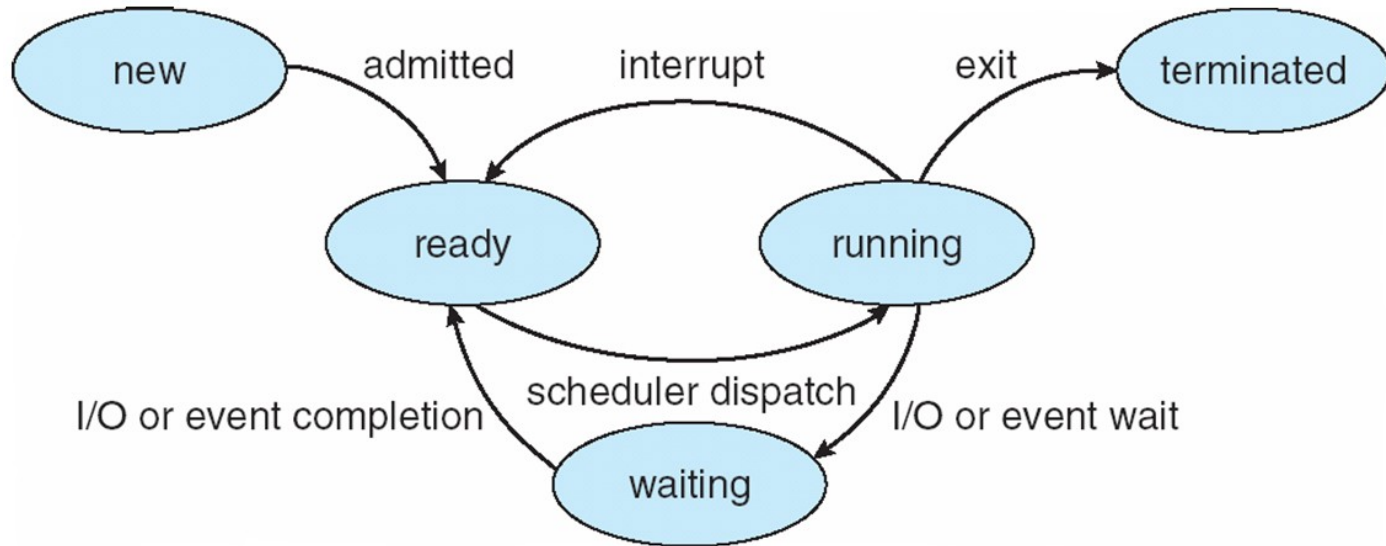 new
admitted
interrupt
exit
terminated
ready
running
scheduler dispatch
I/O or event completion
I/O or event wait
waiting